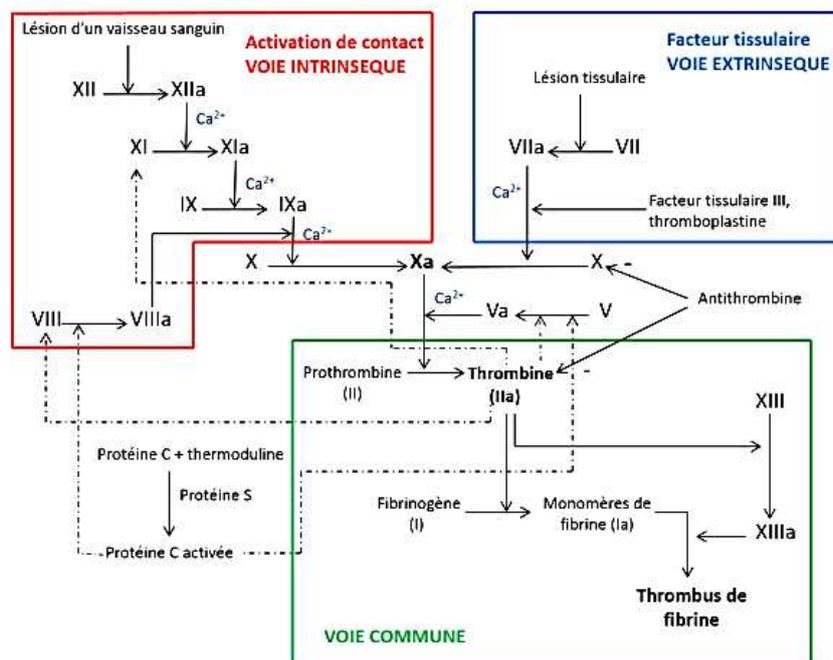 Lésion d'un vaisseau sanguin
Activation de contact
VOIE INTRINSEQUE
XII
XIIa
Ca²⁺
XI
XIa
Ca²⁺
IX
IXa
Ca²⁺
Facteur tissulaire
VOIE EXTRINSEQUE
Lésion tissulaire
VIIa
VII
Ca²⁺
Facteur tissulaire III,
thromboplastine
X
Xa
X
-
Antithrombine
VIII
VIIIa
Ca²⁺
Va
V
Prothrombine
(II)
Thrombine
(IIa)
-
XIII
Protéine C + thermoduline
Protéine S
Protéine C activée
Fibrinogène
(I)
Monomères de
fibrine (Ia)
XIIIa
Thrombus de
fibrine
VOIE COMMUNE